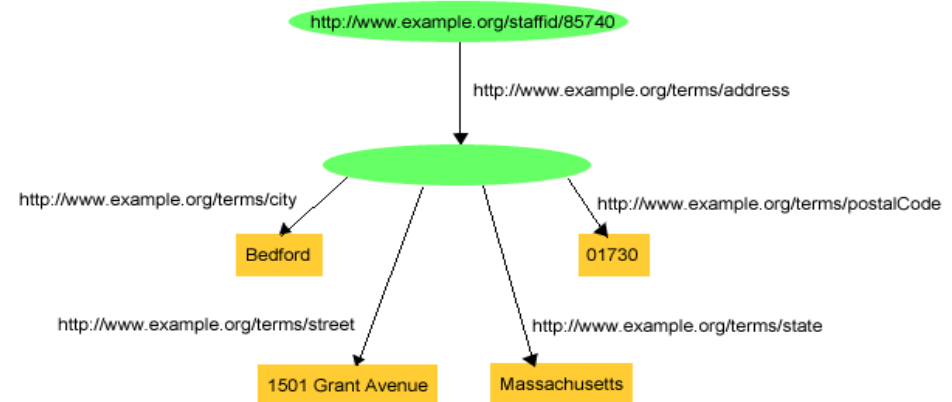 http://www.example.org/staffid/85740
http://www.example.org/terms/address
http://www.example.org/terms/city
http://www.example.org/terms/postalCode
Bedford
01730
http://www.example.org/terms/street
http://www.example.org/terms/state
1501 Grant Avenue
Massachusetts